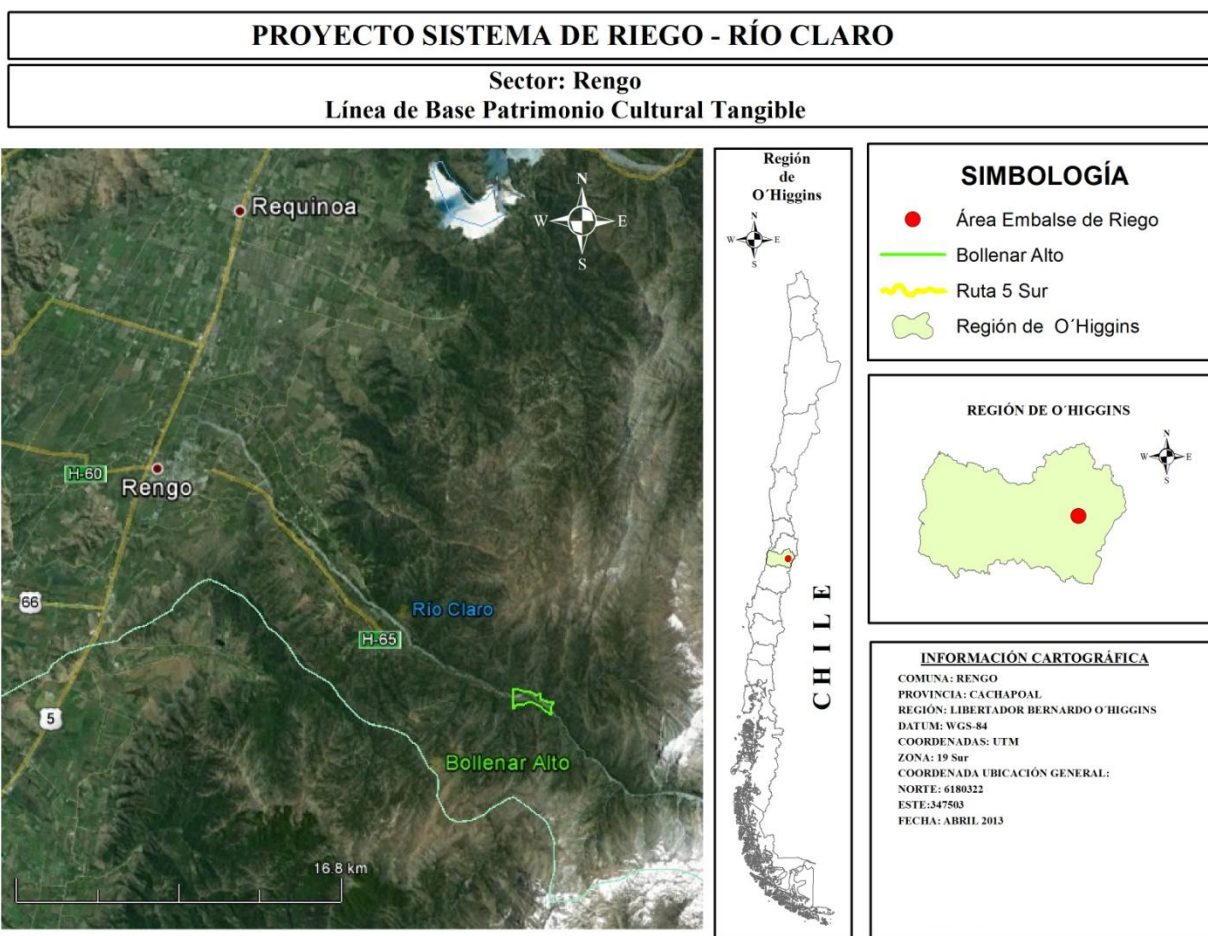 PROYECTO SISTEMA DE RIEGO - RÍO CLARO
Sector: Rengo
Línea de Base Patrimonio Cultural Tangible
Requinoa
N
W
E
S
H-60
Rengo
66
Río Claro
H-65
5
Bollenar Alto
16.8 km
Región
de
O´Higgins
N
W
E
S
CHILE
SIMBOLOGÍA
Área Embalse de Riego
Bollenar Alto
Ruta 5 Sur
Región de O´Higgins
REGIÓN DE O´HIGGINS
N
W
E
S
INFORMACIÓN CARTOGRÁFICA
COMUNA: RENGO
PROVINCIA: CACHAPOAL
REGIÓN: LIBERTADOR BERNARDO O´HIGGINS
DATUM: WGS-84
COORDENADAS: UTM
ZONA: 19 Sur
COORDENADA UBICACIÓN GENERAL:
NORTE: 6180322
ESTE:347503
FECHA: ABRIL 2013